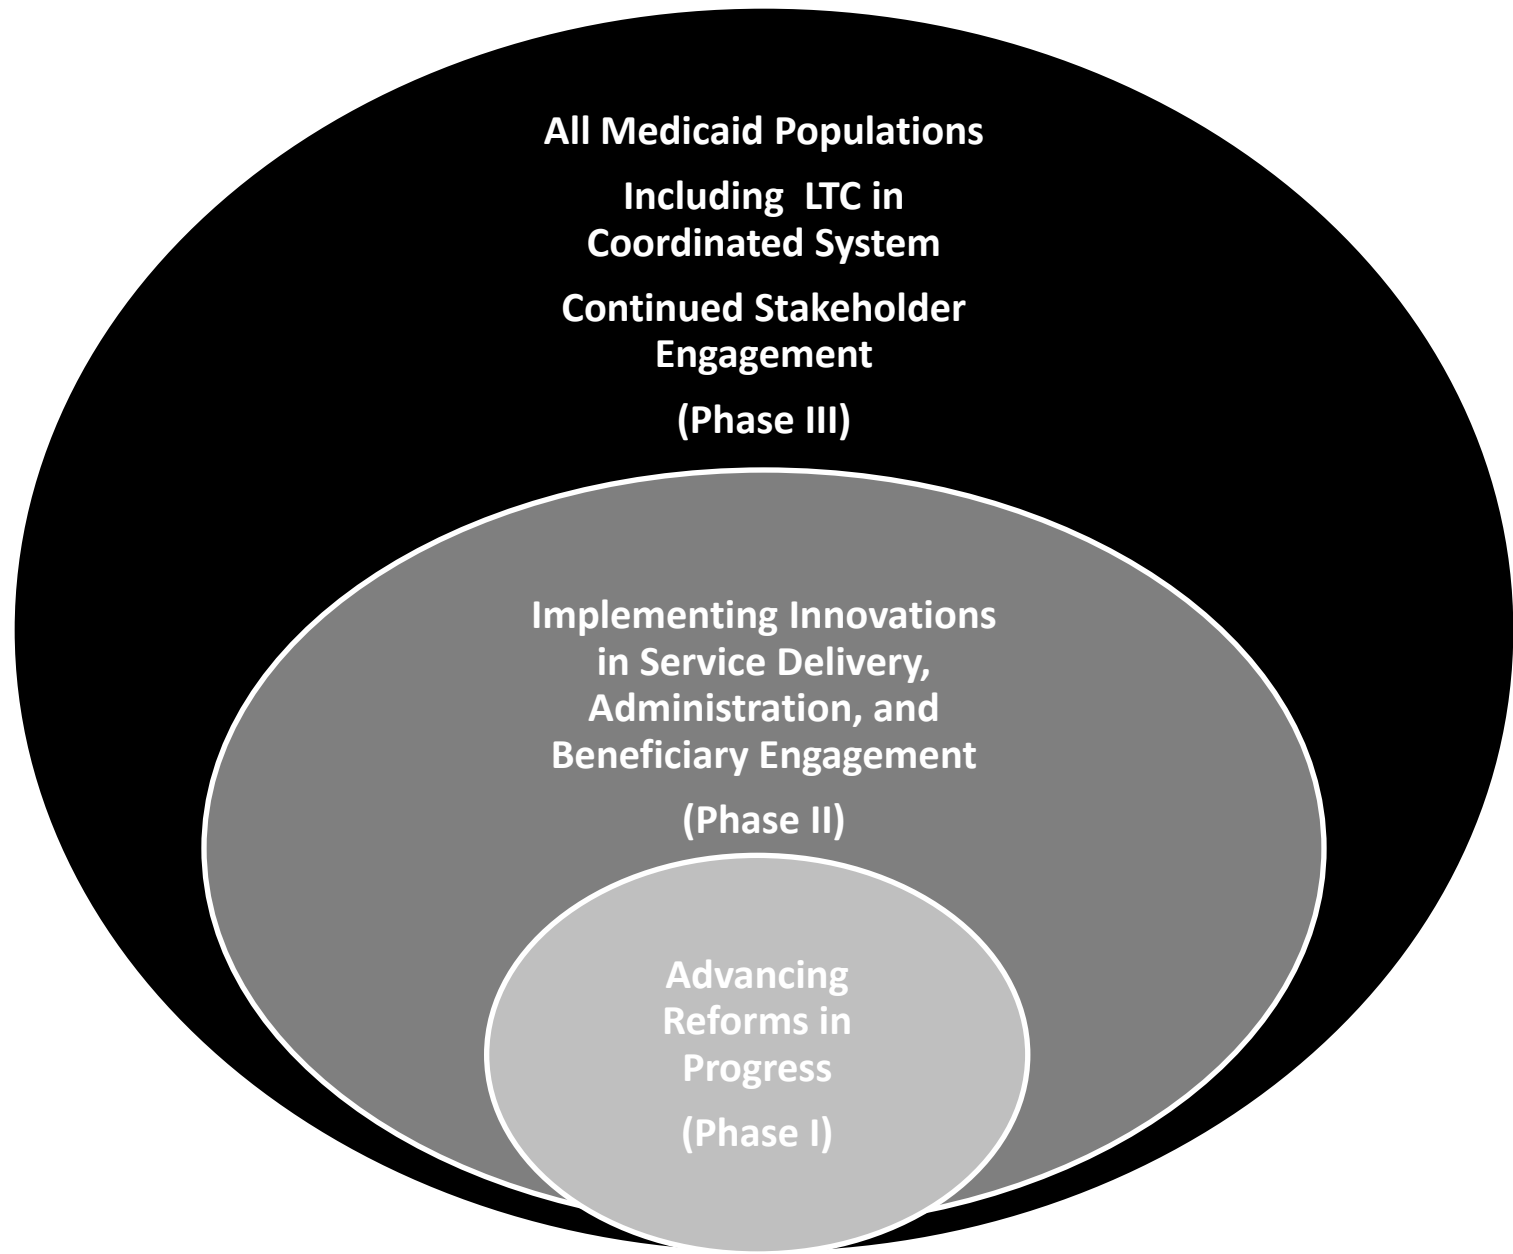 All Medicaid Populations
Including  LTC in
Coordinated System
Continued Stakeholder
Engagement
(Phase III)
Implementing Innovations
in Service Delivery,
Administration, and
Beneficiary Engagement
(Phase II)
Advancing
Reforms in
Progress
(Phase I)